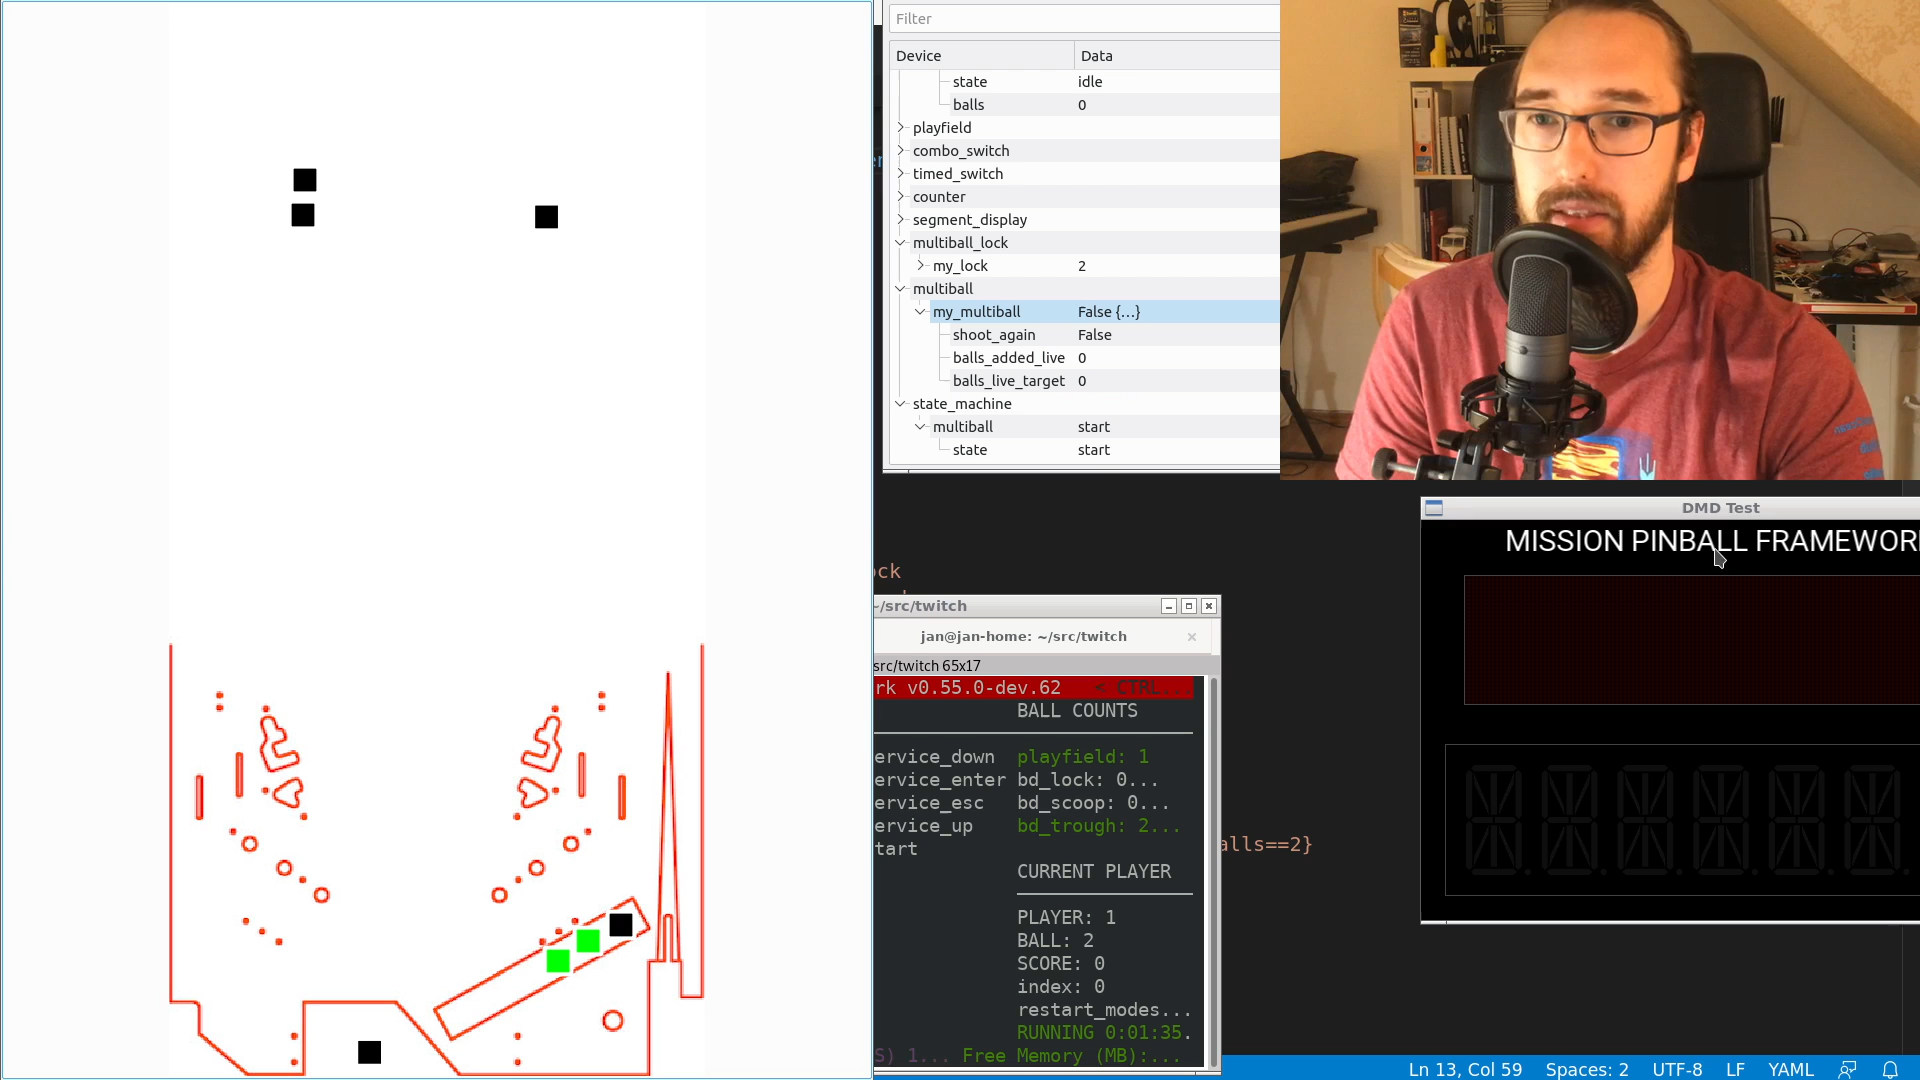 Filter
Device Data
state idle
balls 0
playfield
combo_switch
timed_switch
counter
segment_display
multiball_lock
my_lock 2
multiball
my_multiball False {...}
shoot_again False
balls_added_live 0
balls_live_target 0
state_machine
multiball start
state start
DMD Test
MISSION PINBALL FRAMEWOR
ock
~/src/twitch
jan@jan-home: ~/src/twitch
src/twitch 65x17
rk v0.55.0-dev.62 < CTRL...
BALL COUNTS
ervice_down playfield: 1
ervice_enter bd_lock: 0...
ervice_esc bd_scoop: 0...
ervice_up bd_trough: 2...
tart
alls==2}
CURRENT PLAYER
PLAYER: 1
BALL: 2
SCORE: 0
index: 0
restart_modes...
RUNNING 0:01:35.
S) 1... Free Memory (MB):...
Ln 13, Col 59 Spaces: 2 UTF-8 LF YAML